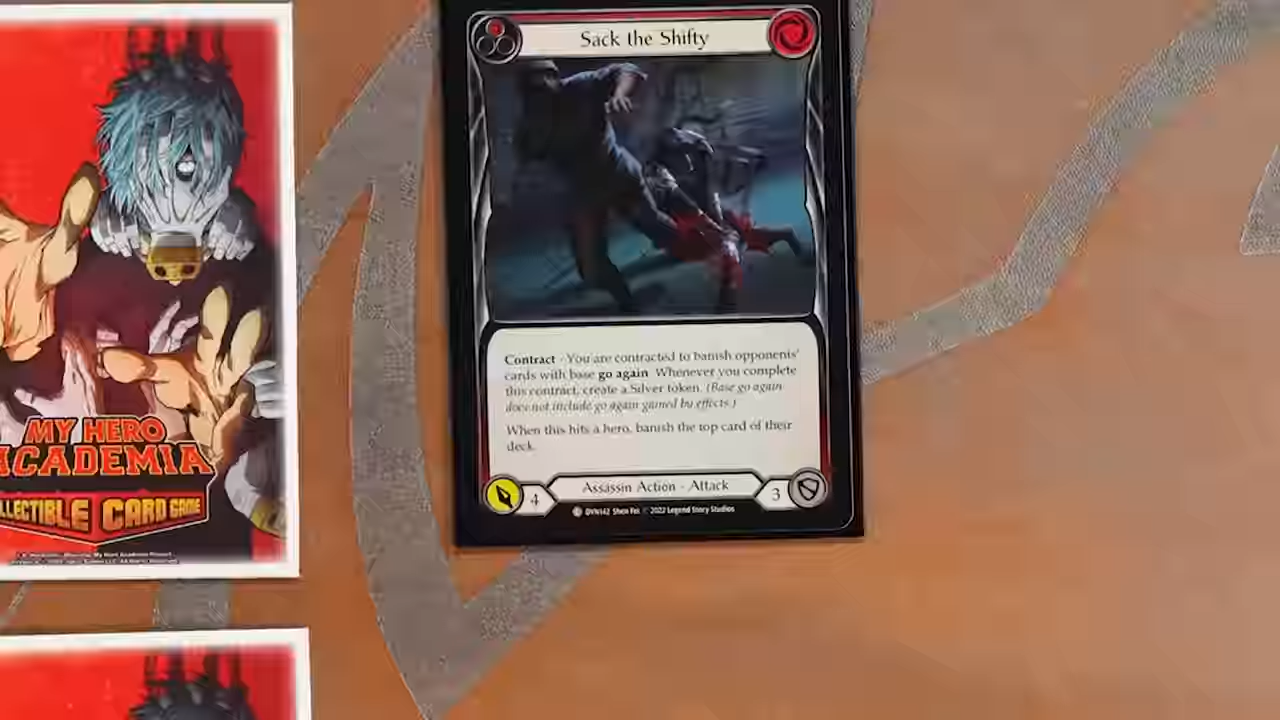 Sack the Shifty
Contract - You are contracted to banish opponents'
cards with base go again. Whenever you complete
this contract, create a Silver token. (Base go again
does not include go again gained by effects.)
When this hits a hero, banish the top card of their
deck.
4
Assassin Action - Attack
3
2022 Legend Story Studios
MY HERO
ACADEMIA
LLECTIBLE CARD GAME